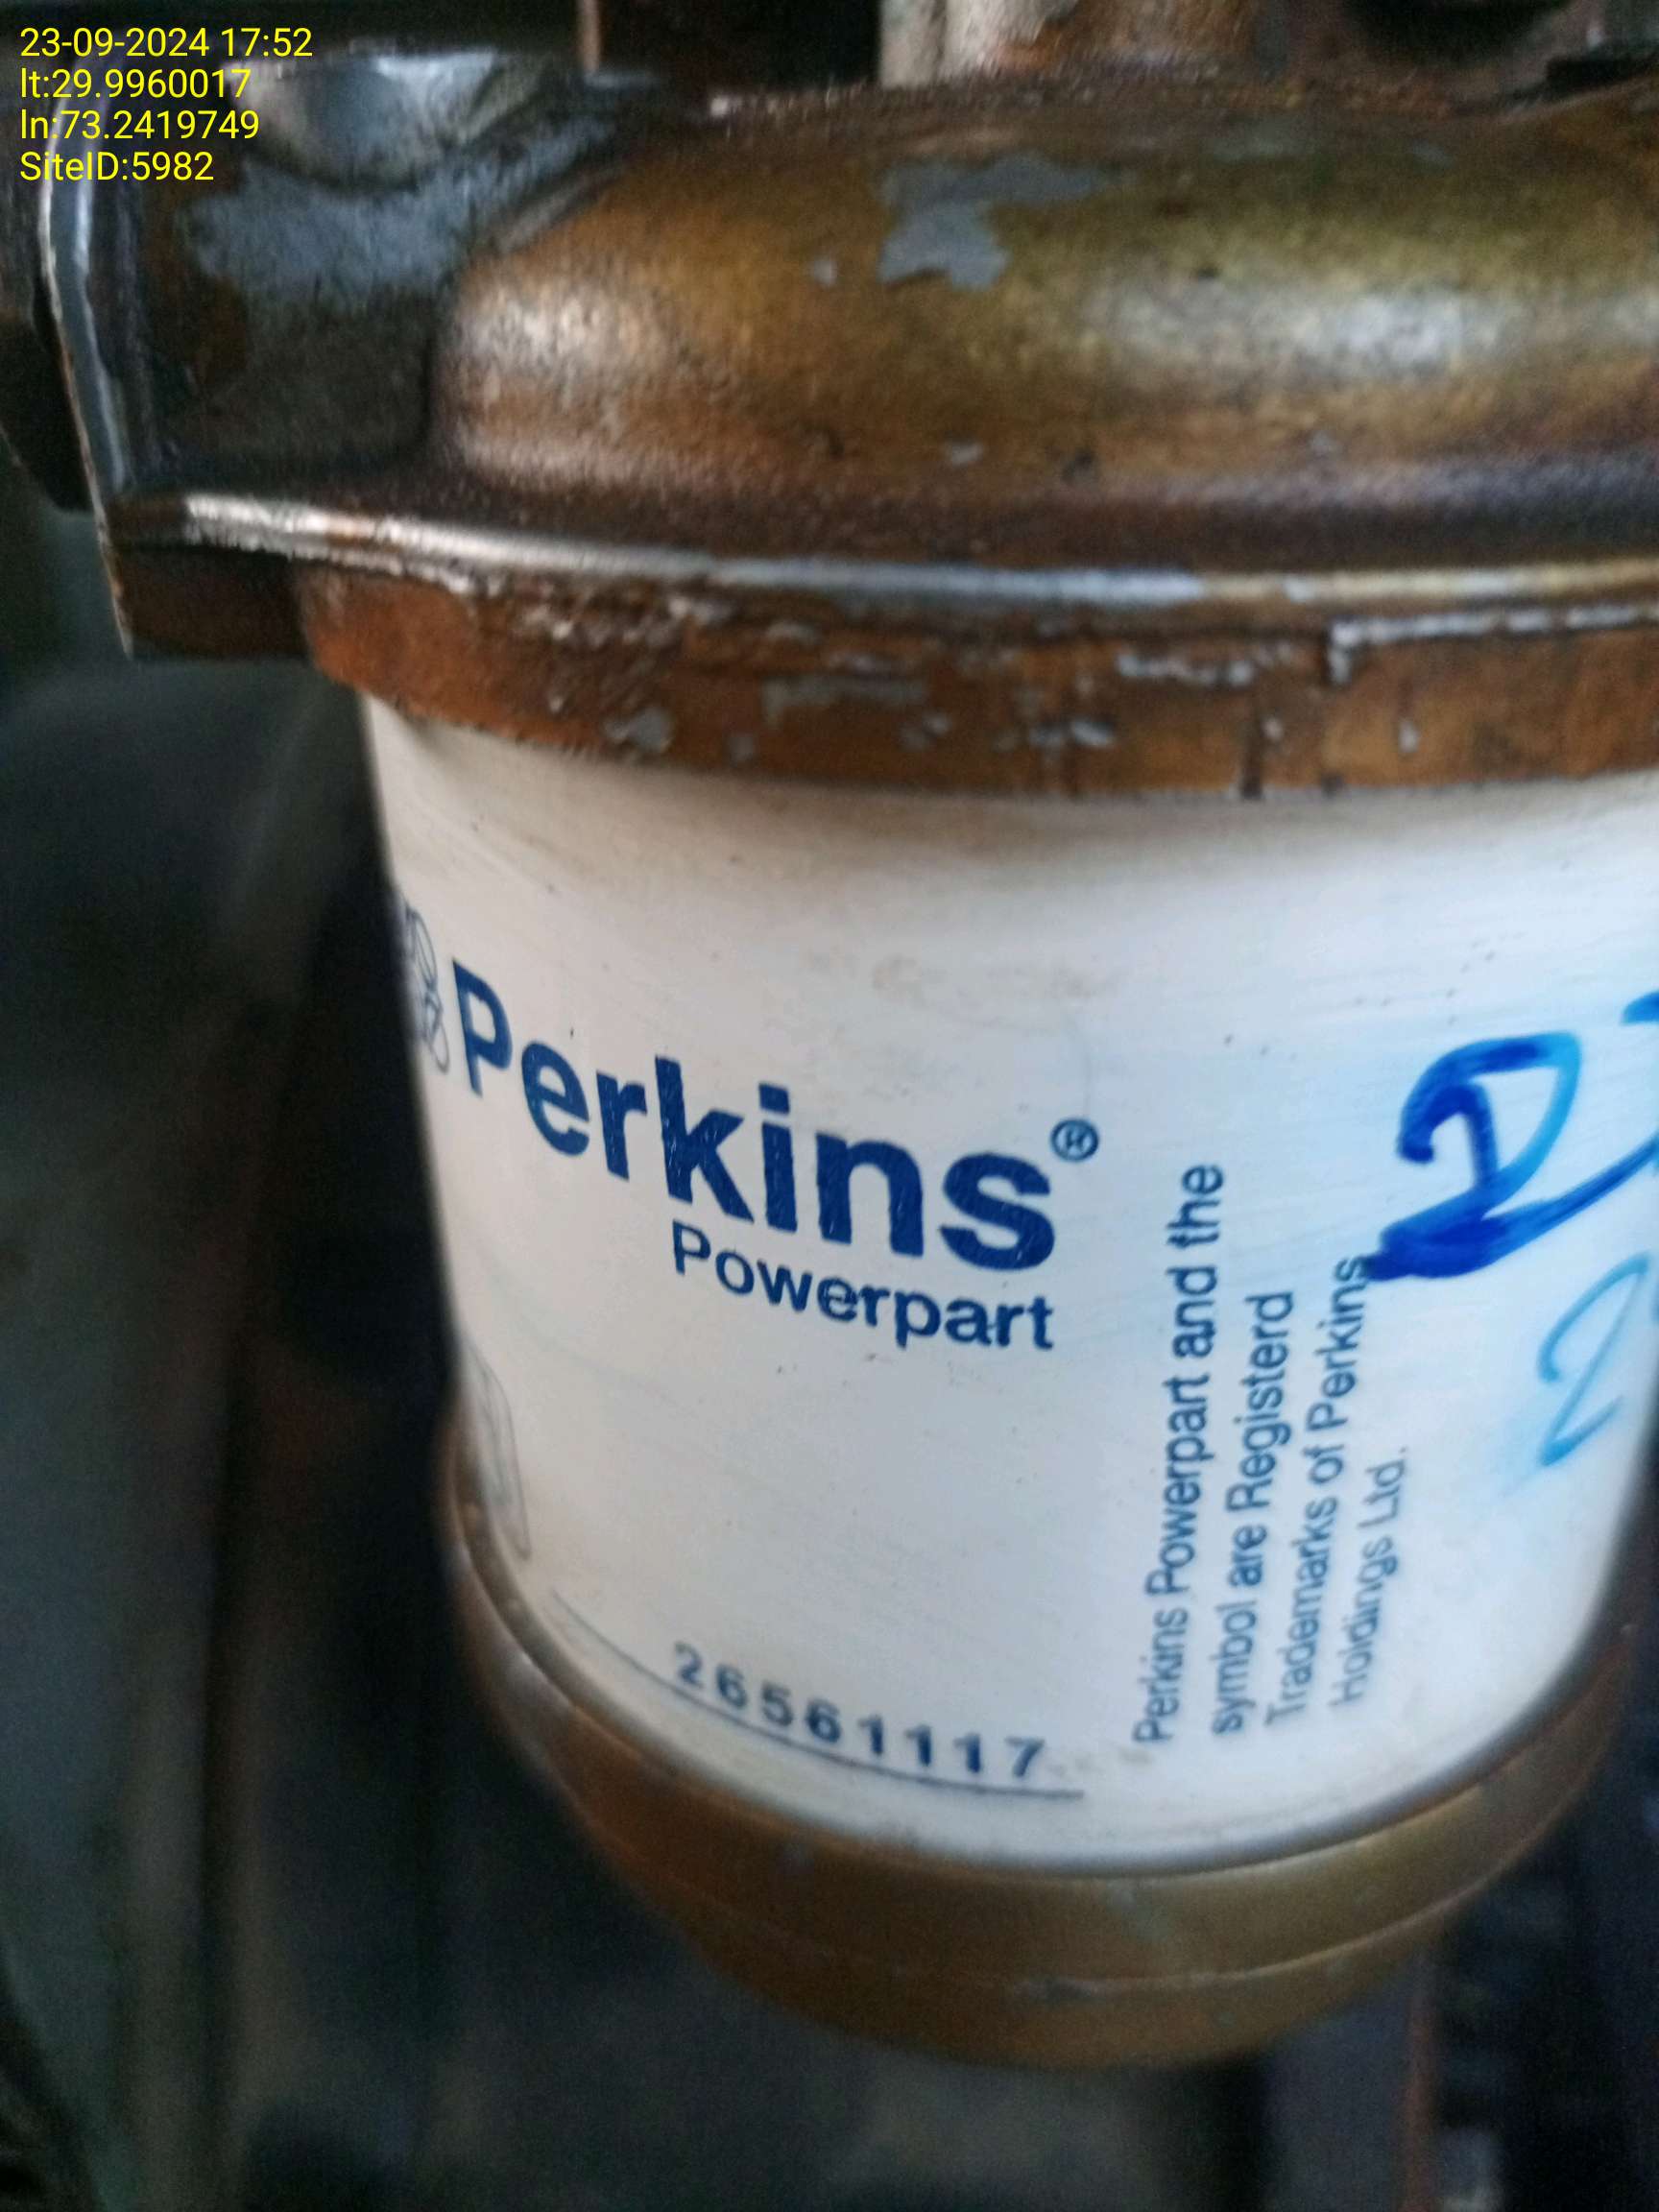 23-09-2024 17:52
lt:29.9960017
ln:73.2419749
SiteID:5982
Perkins®
Powerpart
26561117
Perkins Powerpart and the
symbol are Registerd
Trademarks of Perkins
Holdings Ltd.